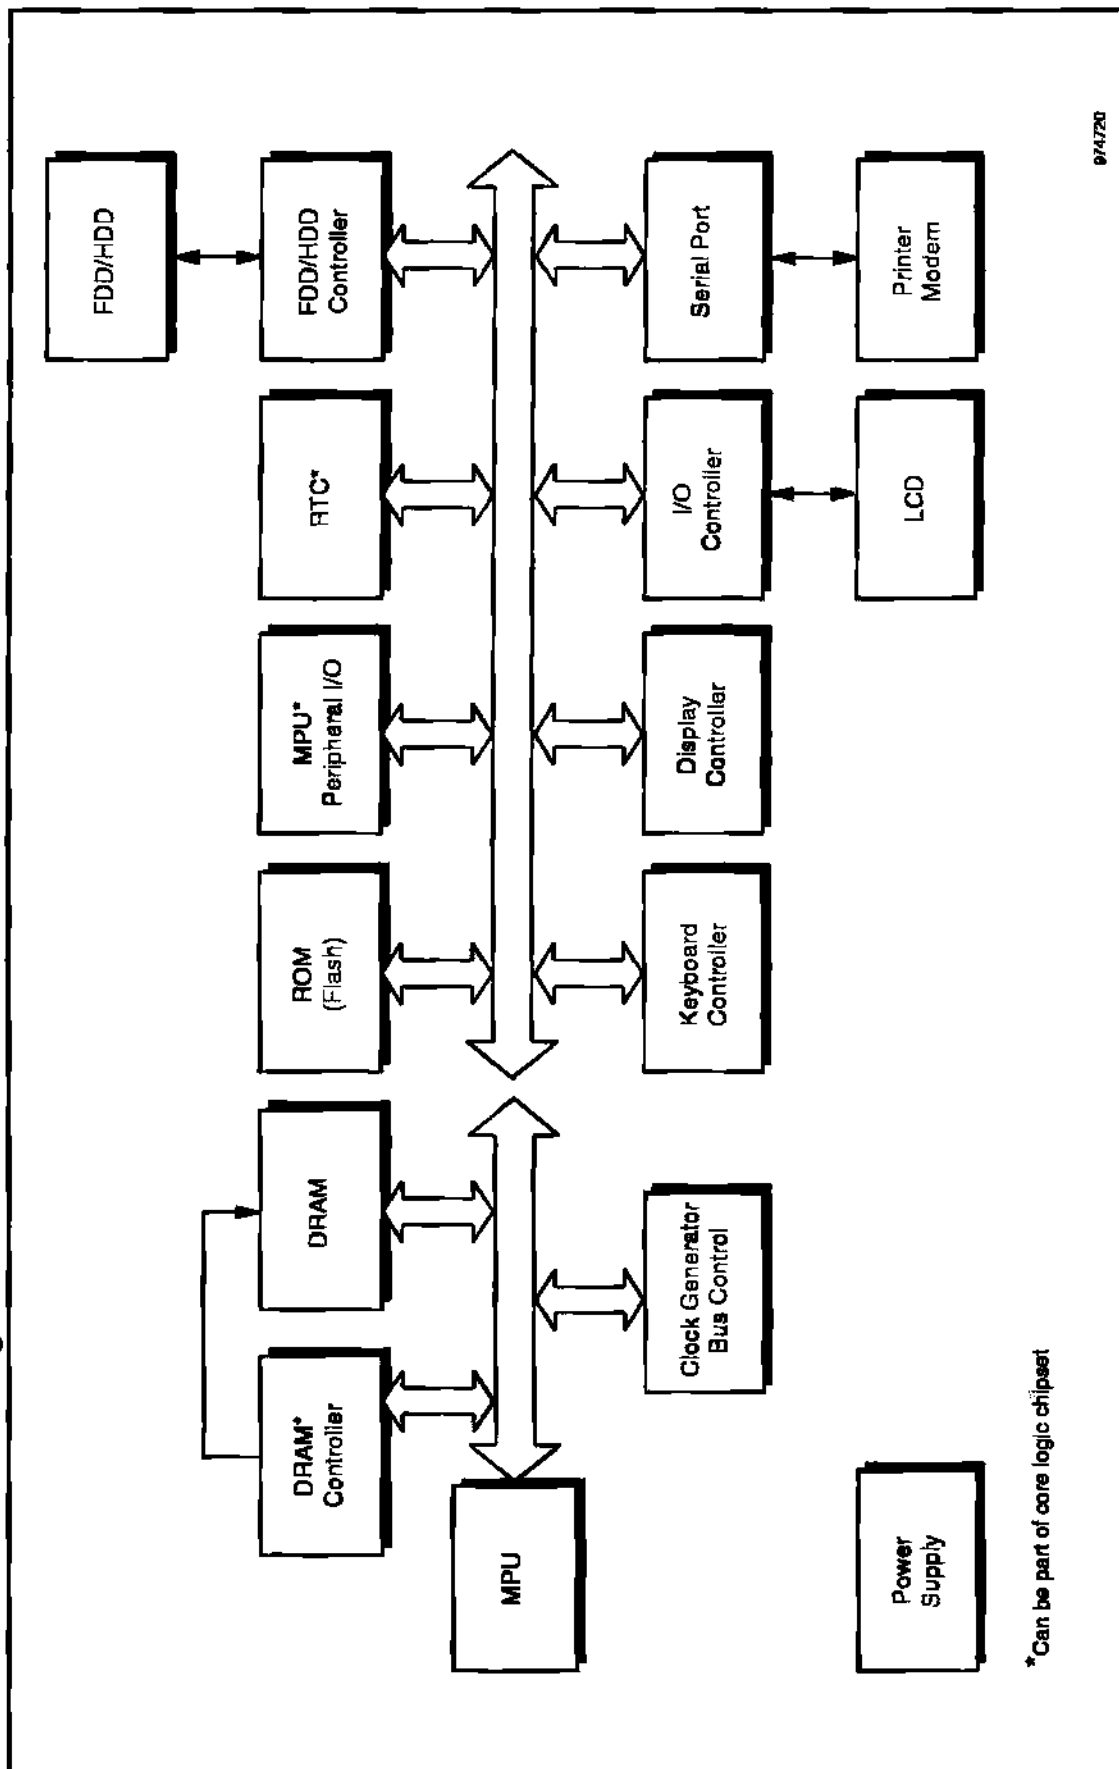 FDD/HDD
DRAM*
Controller
DRAM
ROM
(Flash)
MPU*
Peripheral I/O
RTC*
FDD/HDD
Controller
MPU
Clock Generator
Bus Control
Keyboard
Controller
Display
Controller
I/O
Controller
Serial Port
Power
Supply
LCD
Printer
Modem
*Can be part of core logic chipset
974720